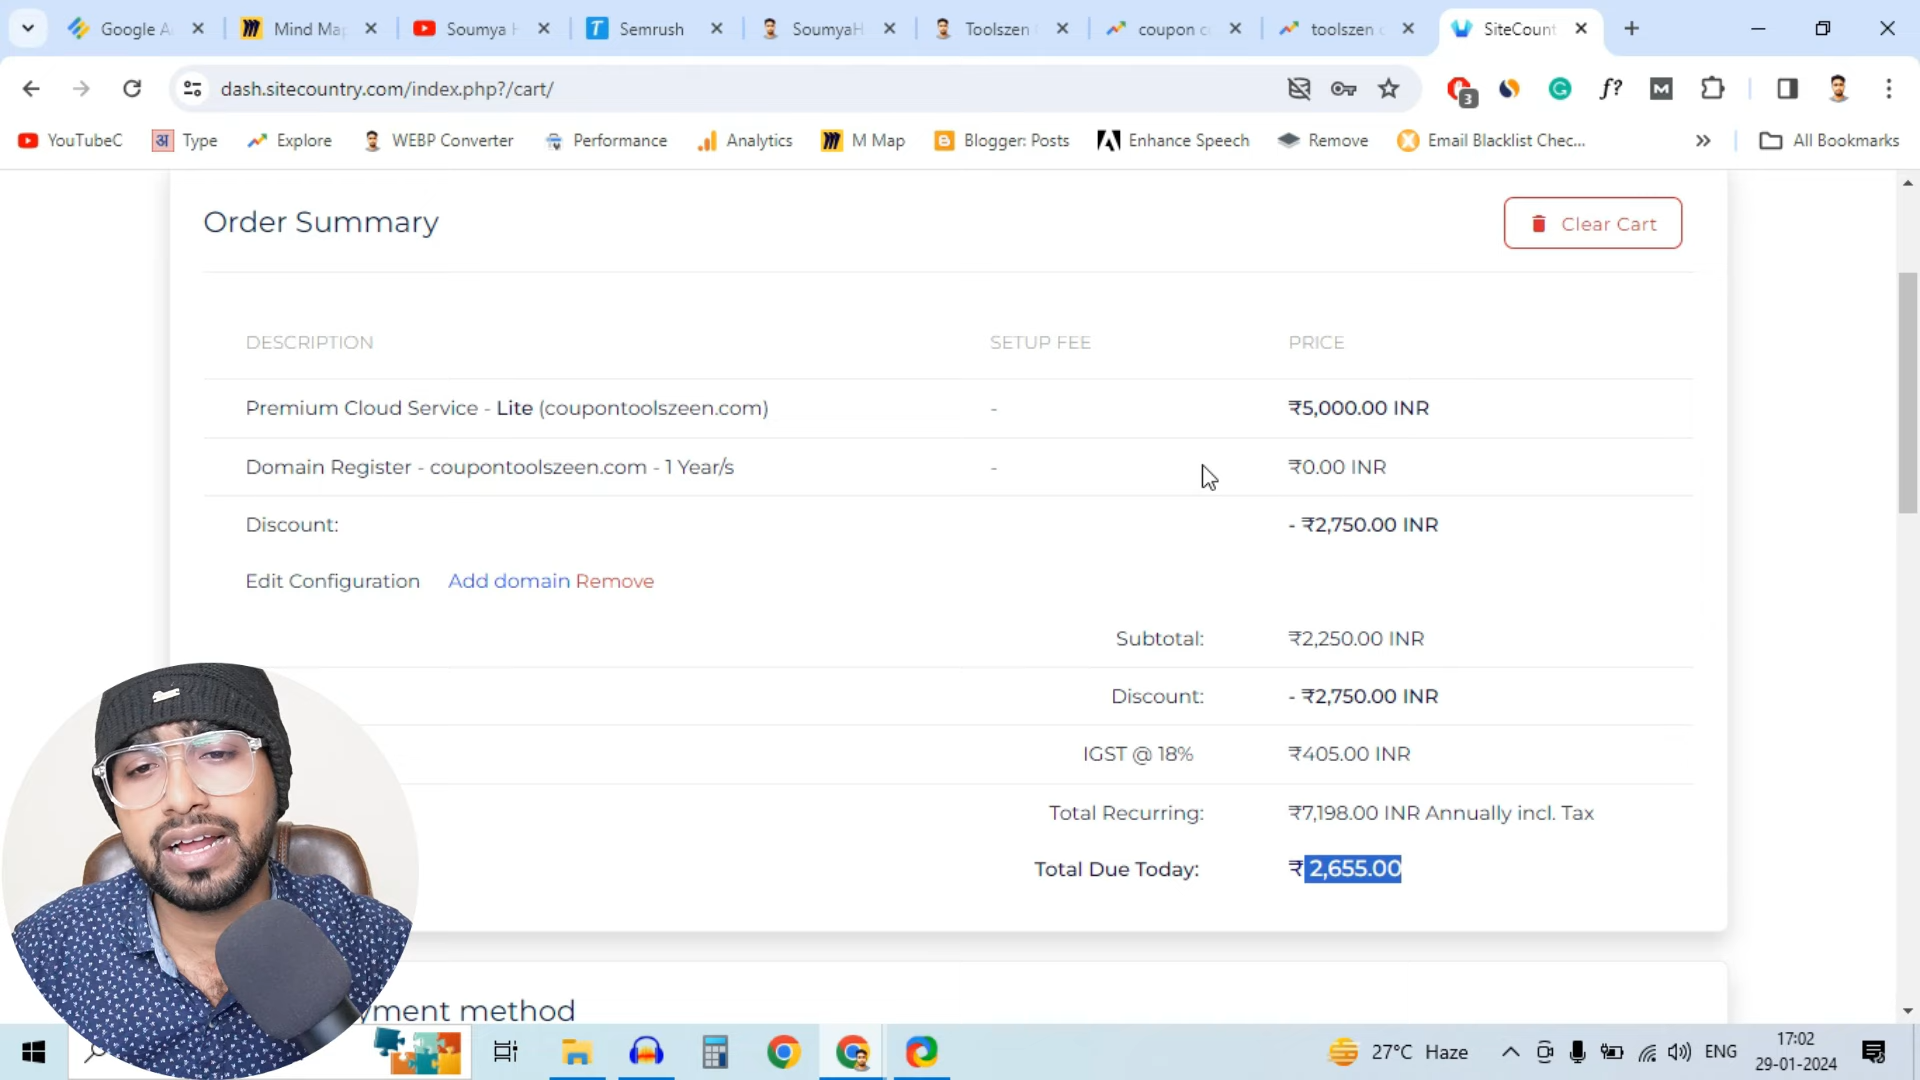 Google A
Mind Map
Soumya H
Semrush
SoumyaH
Toolszen
coupon c
toolszen
SiteCount
dash.sitecountry.com/index.php?/cart/
3
YouTubeC
अ Type
Explore
WEBP Converter
Performance
Analytics
M Map
Blogger: Posts
Enhance Speech
Remove
Email Blacklist Chec...
All Bookmarks
Order Summary
Clear Cart
DESCRIPTION SETUP FEE PRICE
Premium Cloud Service - Lite (coupontoolszeen.com) - ₹5,000.00 INR
Domain Register - coupontoolszeen.com - 1 Year/s - ₹0.00 INR
Discount: - ₹2,750.00 INR
Edit Configuration Add domain Remove
Subtotal: ₹2,250.00 INR
Discount: - ₹2,750.00 INR
IGST @ 18% ₹405.00 INR
Total Recurring: ₹7,198.00 INR Annually incl. Tax
Total Due Today: ₹ 2,655.00
yment method
27°C Haze
ENG
17:02
29-01-2024